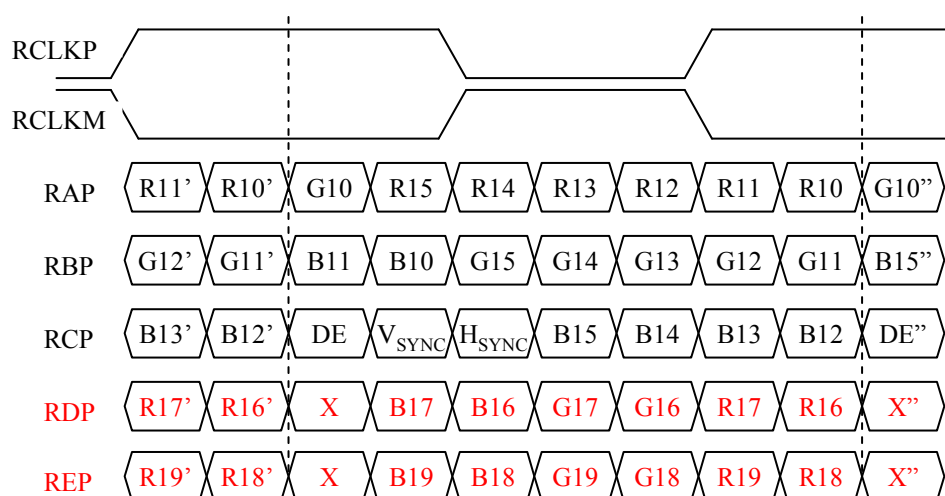 RCLKP
RCLKM
RAP R11’ R10’ G10 R15 R14 R13 R12 R11 R10 G10”
RBP G12’ G11’ B11 B10 G15 G14 G13 G12 G11 B15”
RCP B13’ B12’ DE VSYNC HSYNC B15 B14 B13 B12 DE”
RDP R17’ R16’ X B17 B16 G17 G16 R17 R16 X”
REP R19’ R18’ X B19 B18 G19 G18 R19 R18 X”